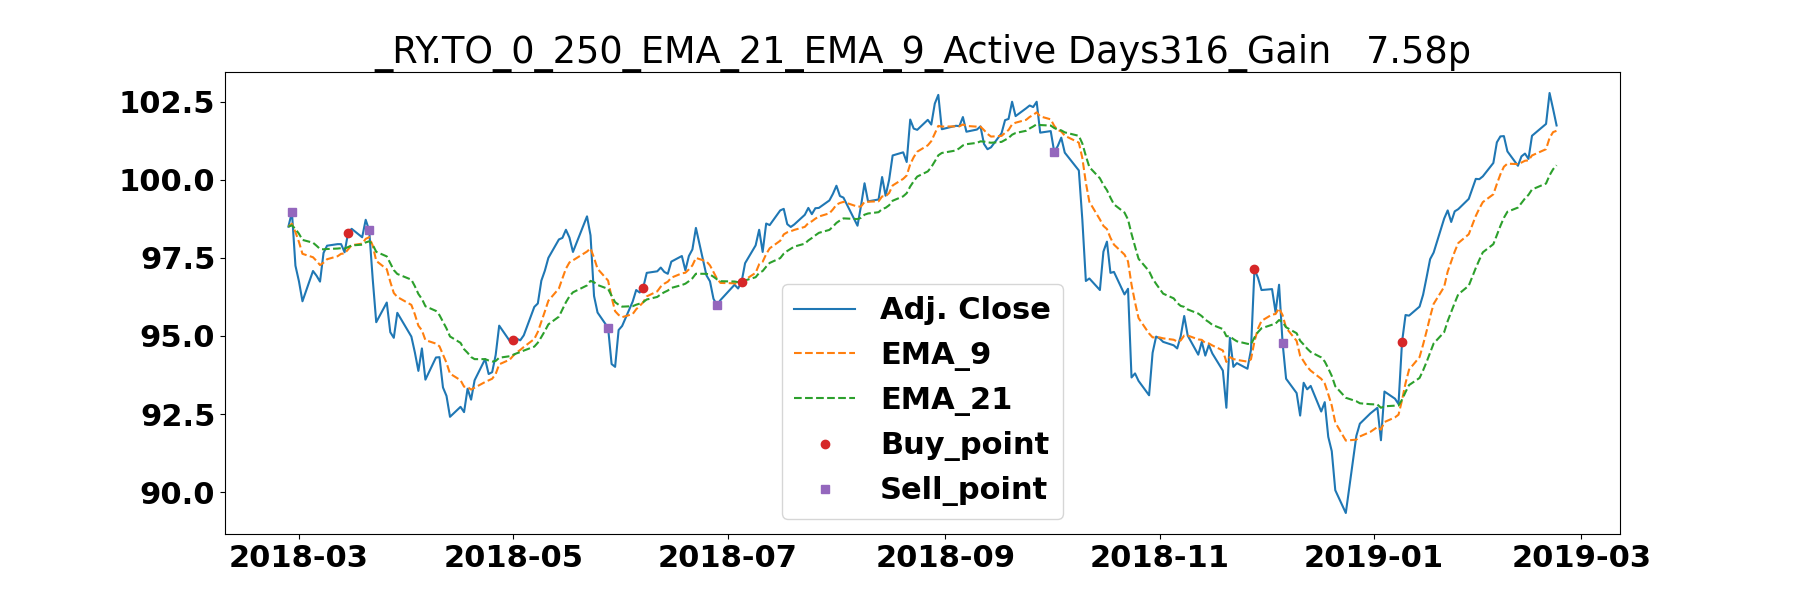 _RY.TO_0_250_EMA_21_EMA_9_Active Days316_Gain   7.58p
102.5
100.0
97.5
95.0
92.5
90.0
Adj. Close
EMA_9
EMA_21
Buy_point
Sell_point
2018-03 2018-05 2018-07 2018-09 2018-11 2019-01 2019-03